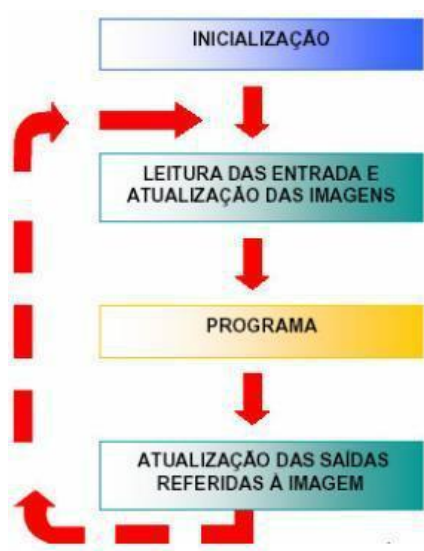 INICIALIZAÇÃO
LEITURA DAS ENTRADA E
ATUALIZAÇÃO DAS IMAGENS
PROGRAMA
ATUALIZAÇÃO DAS SAÍDAS
REFERIDAS À IMAGEM